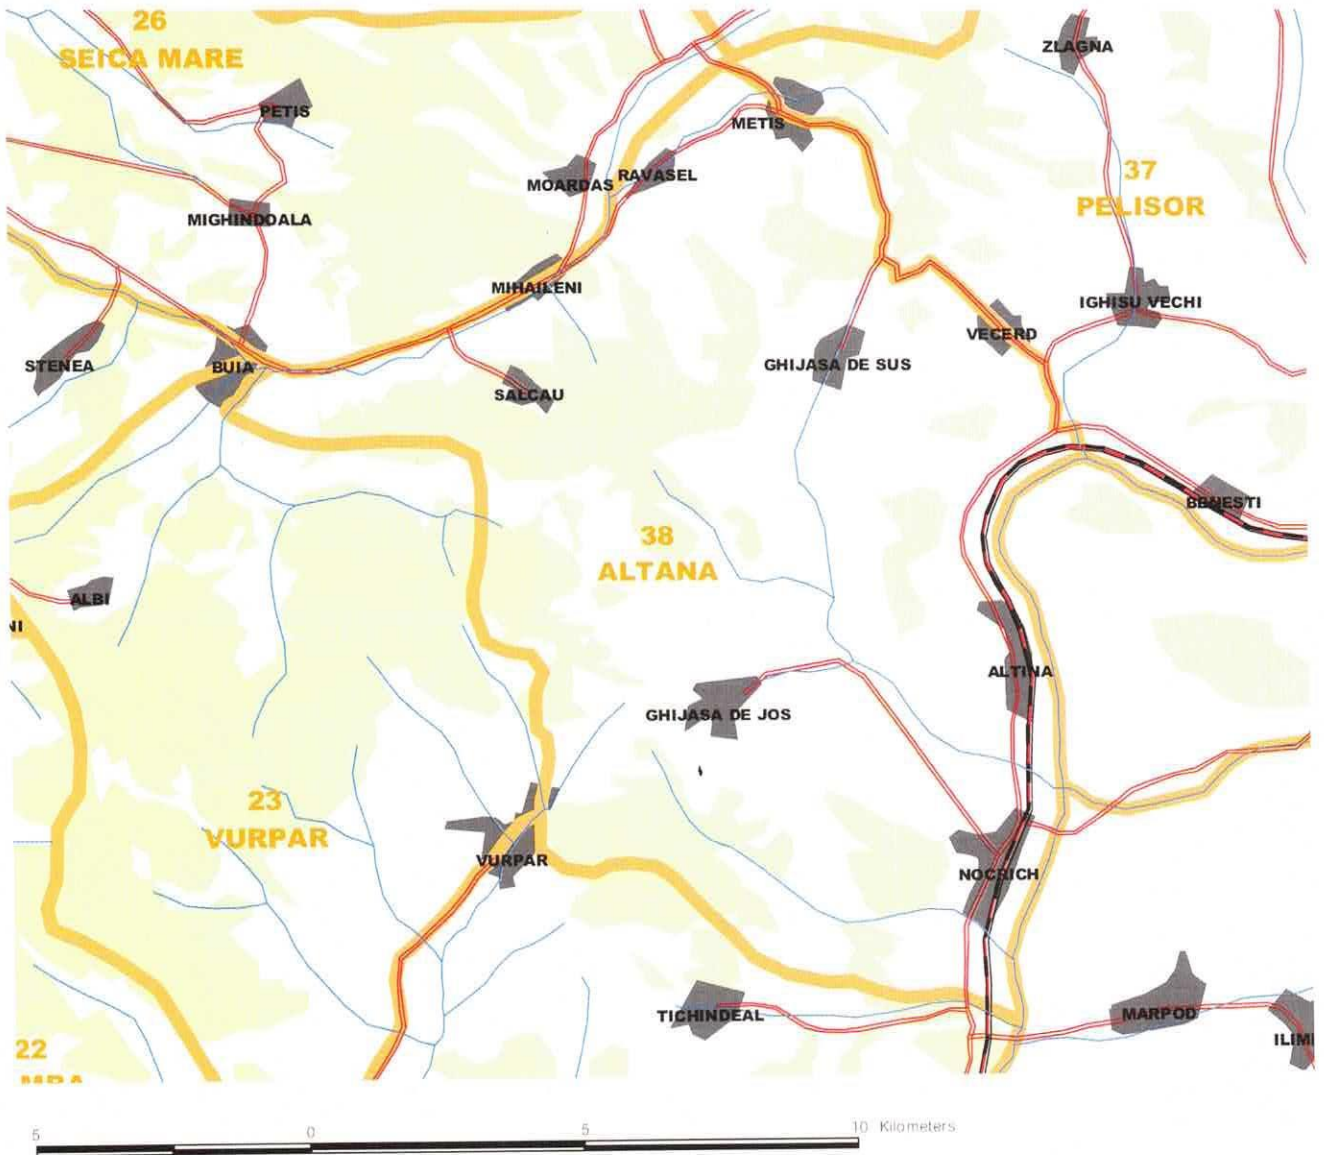 26
SEICA MARE
ZLAGNA
PETIS
METIS
37
PELISOR
MOARDAS
RAVASEL
MIGHINDOALA
MIHAILENI
IGHISU VECHI
VECERD
STENEA
BUIA
GHIJASA DE SUS
SALCAU
BENESTI
38
ALTANA
ALBI
NI
ALTINA
GHIJASA DE JOS
23
VURPAR
VURPAR
NOCRICH
TICHINDEAL
MARPOD
ILIMI
22
5 0 5 10 Kilometers